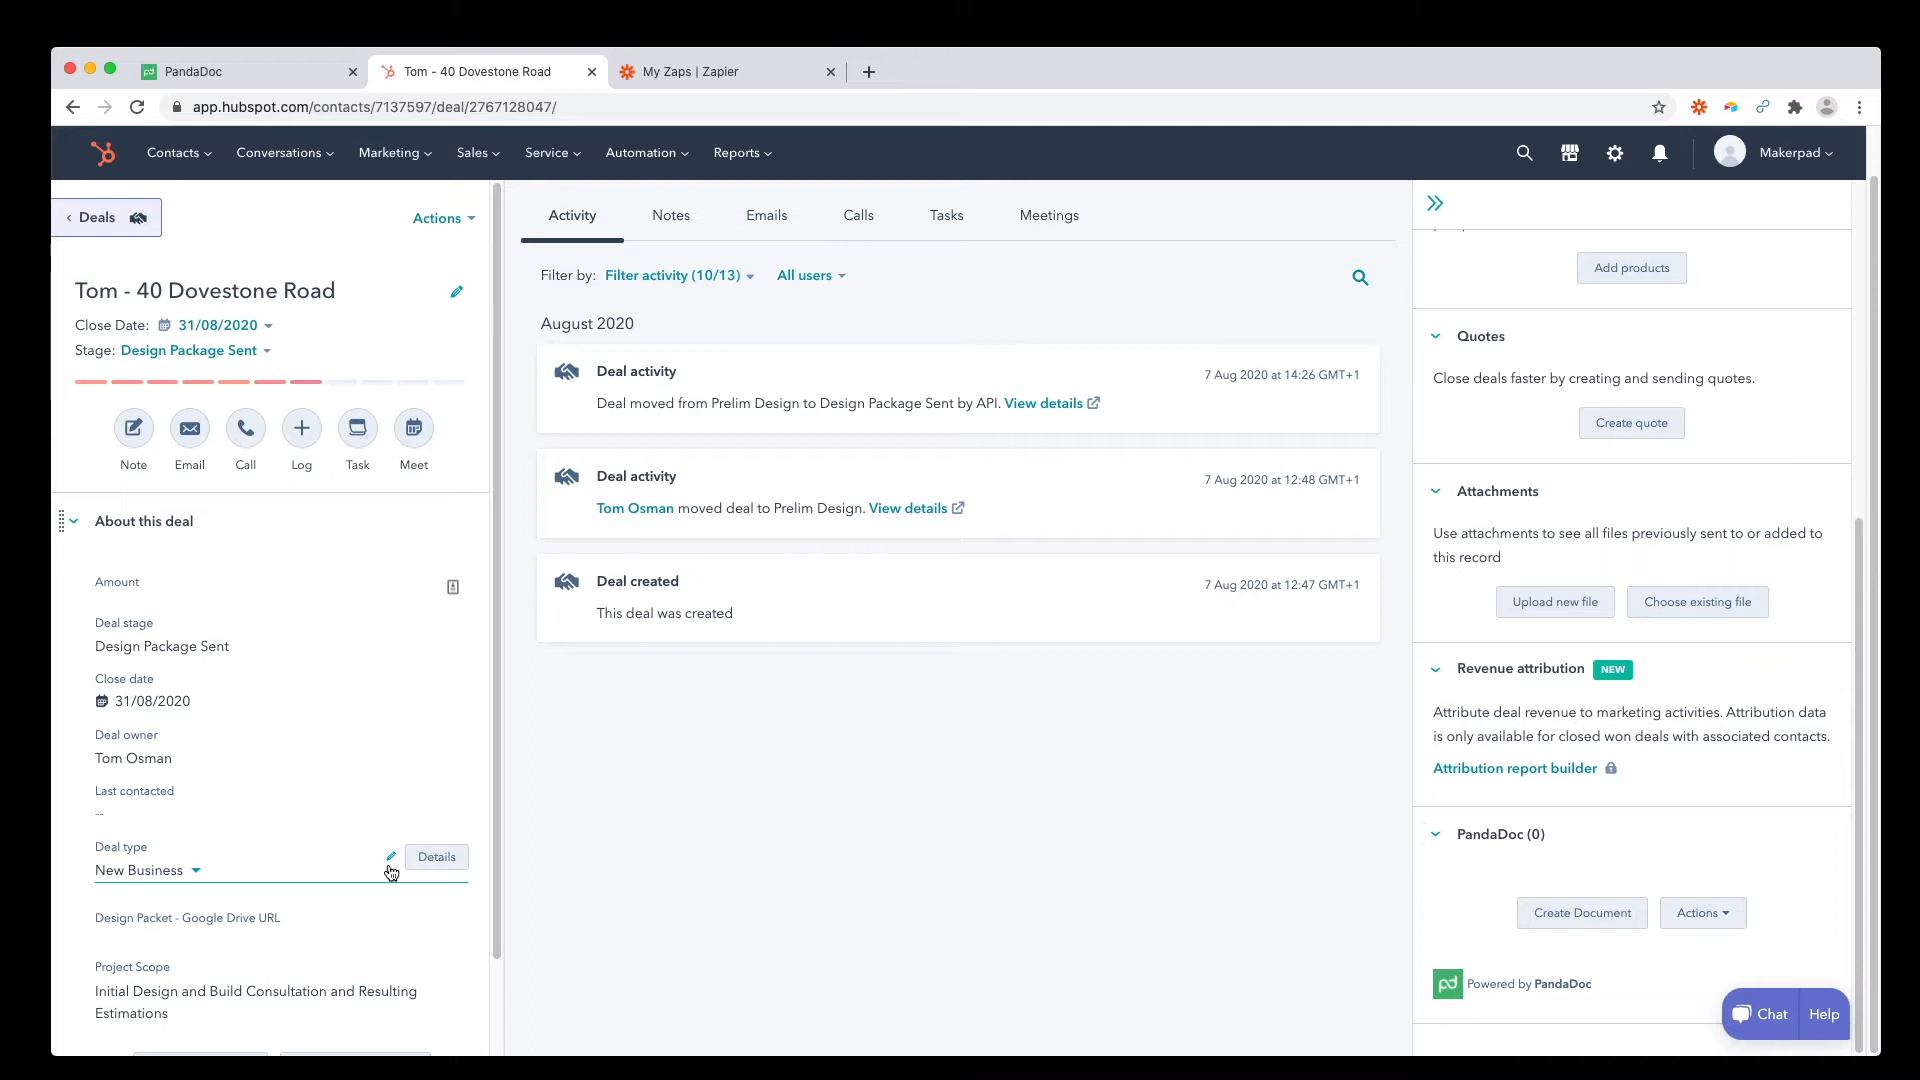 PandaDoc
Tom - 40 Dovestone Road
My Zaps | Zapier
app.hubspot.com/contacts/7137597/deal/2767128047/
Contacts
Conversations
Marketing
Sales
Service
Automation
Reports
Makerpad
Deals
Actions
Tom - 40 Dovestone Road
Close Date: 31/08/2020
Stage: Design Package Sent
Note
Email
Call
Log
Task
Meet
About this deal
Amount
Deal stage
Design Package Sent
Close date
31/08/2020
Deal owner
Tom Osman
Last contacted
--
Deal type
New Business
Details
Design Packet - Google Drive URL
Project Scope
Initial Design and Build Consultation and Resulting
Estimations
Activity
Notes
Emails
Calls
Tasks
Meetings
Filter by: Filter activity (10/13) All users
August 2020
Deal activity
7 Aug 2020 at 14:26 GMT+1
Deal moved from Prelim Design to Design Package Sent by API. View details
Deal activity
7 Aug 2020 at 12:48 GMT+1
Tom Osman moved deal to Prelim Design. View details
Deal created
7 Aug 2020 at 12:47 GMT+1
This deal was created
Add products
Quotes
Close deals faster by creating and sending quotes.
Create quote
Attachments
Use attachments to see all files previously sent to or added to
this record
Upload new file
Choose existing file
Revenue attribution NEW
Attribute deal revenue to marketing activities. Attribution data
is only available for closed won deals with associated contacts.
Attribution report builder
PandaDoc (0)
Create Document
Actions
pd Powered by PandaDoc
Chat
Help